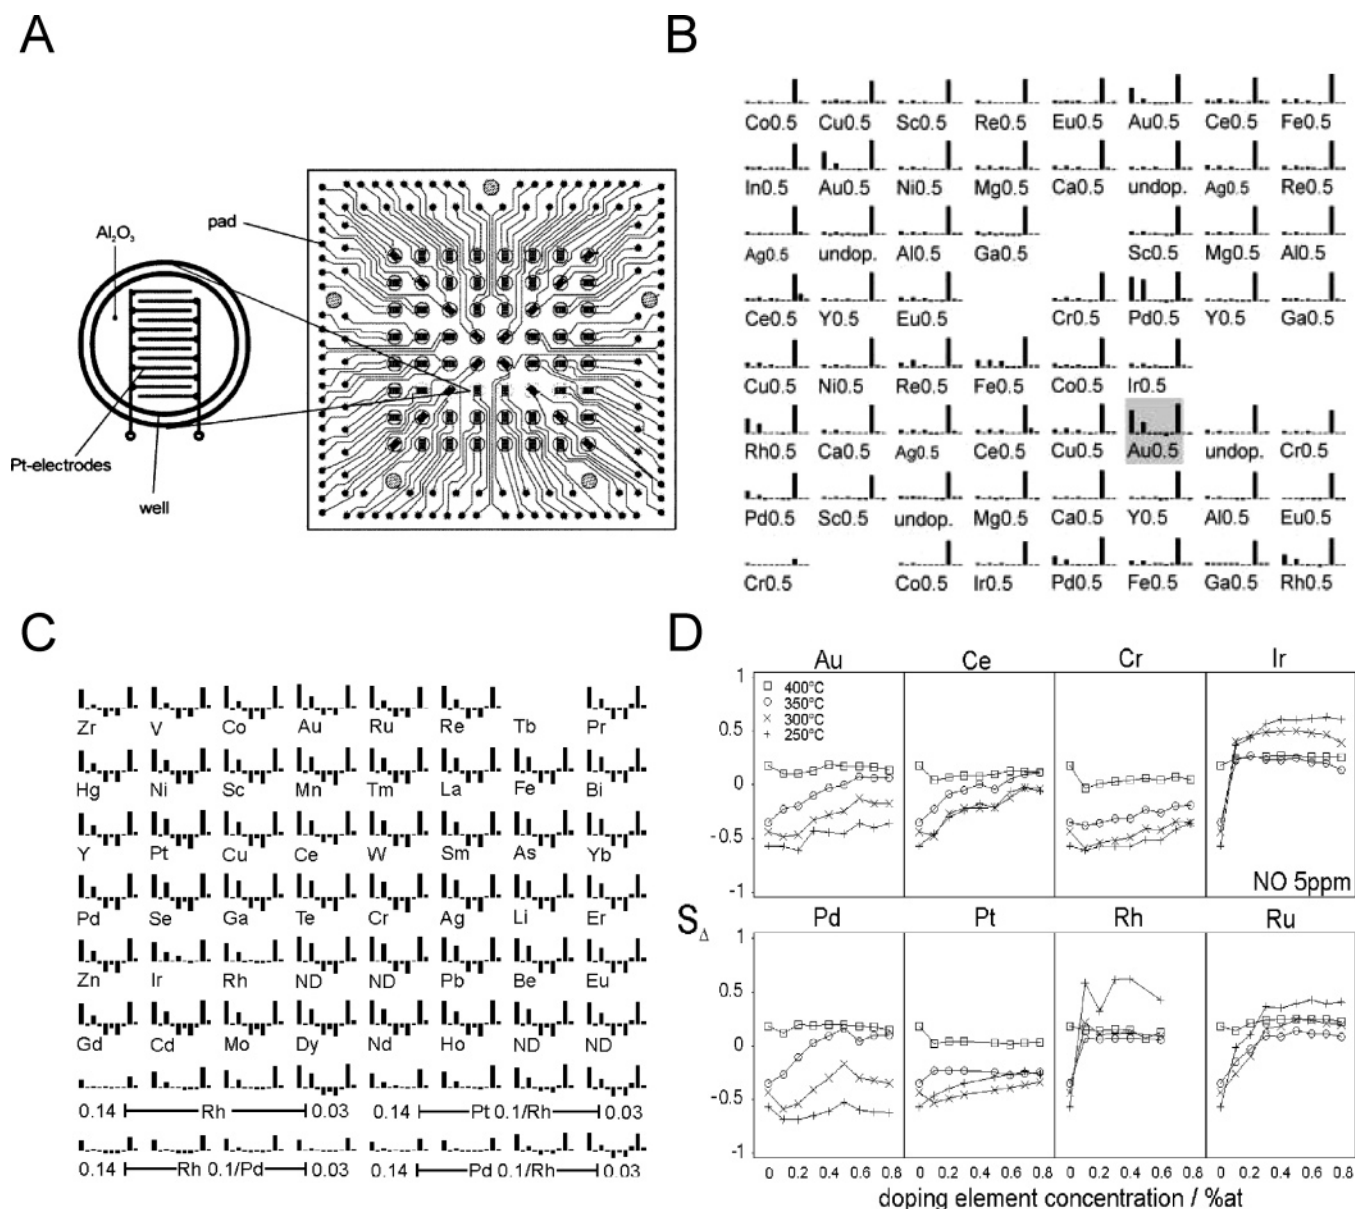 A
Al₂O₃
pad
Pt-electrodes
well
B
Co0.5 Cu0.5 Sc0.5 Re0.5 Eu0.5 Au0.5 Ce0.5 Fe0.5
In0.5 Au0.5 Ni0.5 Mg0.5 Ca0.5 undop. Ag0.5 Re0.5
Ag0.5 undop. Al0.5 Ga0.5 Sc0.5 Mg0.5 Al0.5
Ce0.5 Y0.5 Eu0.5 Cr0.5 Pd0.5 Y0.5 Ga0.5
Cu0.5 Ni0.5 Re0.5 Fe0.5 Co0.5 Ir0.5
Rh0.5 Ca0.5 Ag0.5 Ce0.5 Cu0.5 Au0.5 undop. Cr0.5
Pd0.5 Sc0.5 undop. Mg0.5 Ca0.5 Y0.5 Al0.5 Eu0.5
Cr0.5 Co0.5 Ir0.5 Pd0.5 Fe0.5 Ga0.5 Rh0.5
C
Zr V Co Au Ru Re Tb Pr
Hg Ni Sc Mn Tm La Fe Bi
Y Pt Cu Ce W Sm As Yb
Pd Se Ga Te Cr Ag Li Er
Zn Ir Rh ND ND Pb Be Eu
Gd Cd Mo Dy Nd Ho ND ND
0.14 Rh 0.03 0.14 Pt 0.1/Rh 0.03
0.14 Rh 0.1/Pd 0.03 0.14 Pd 0.1/Rh 0.03
D
Au Ce Cr Ir
1
0.5
0
-0.5
-1
400°C
350°C
300°C
250°C
NO 5ppm
S_Δ
Pd Pt Rh Ru
1
0.5
0
-0.5
-1
0 0.2 0.4 0.6 0.8 0 0.2 0.4 0.6 0.8 0 0.2 0.4 0.6 0.8 0 0.2 0.4 0.6 0.8
doping element concentration / %at